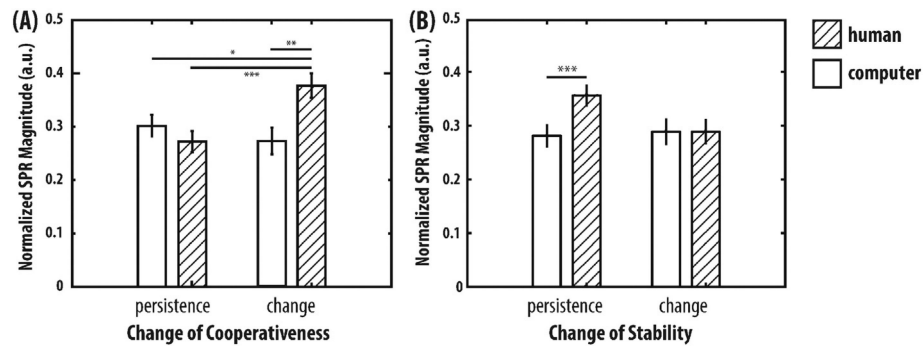 (A)
Normalized SPR Magnitude (a.u.)
0.5
0.4
0.3
0.2
0.1
0
*
**
***
persistence change
Change of Cooperativeness
(B)
Normalized SPR Magnitude (a.u.)
0.5
0.4
0.3
0.2
0.1
0
***
persistence change
Change of Stability
human
computer